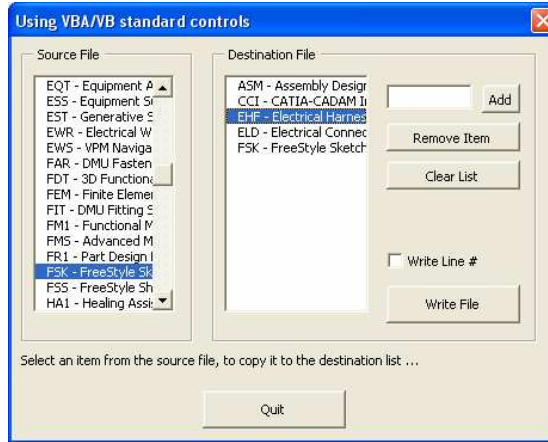 Using VBA/VB standard controls
Source File
EQT - Equipment A
ESS - Equipment S
EST - Generative S
EWR - Electrical W
EWS - VPM Naviga
FAR - DMU Fasten
FDT - 3D Functiona
FEM - Finite Elemer
FIT - DMU Fitting S
FM1 - Functional M
FMS - Advanced M
FR1 - Part Design I
FSK - FreeStyle Sk
FSS - FreeStyle Sh
HA1 - Healing Assi
Destination File
ASM - Assembly Design
CCI - CATIA-CADAM I
EHF - Electrical Harnes
ELD - Electrical Connec
FSK - FreeStyle Sketch
Add
Remove Item
Clear List
Write Line #
Write File
Select an item from the source file, to copy it to the destination list ...
Quit